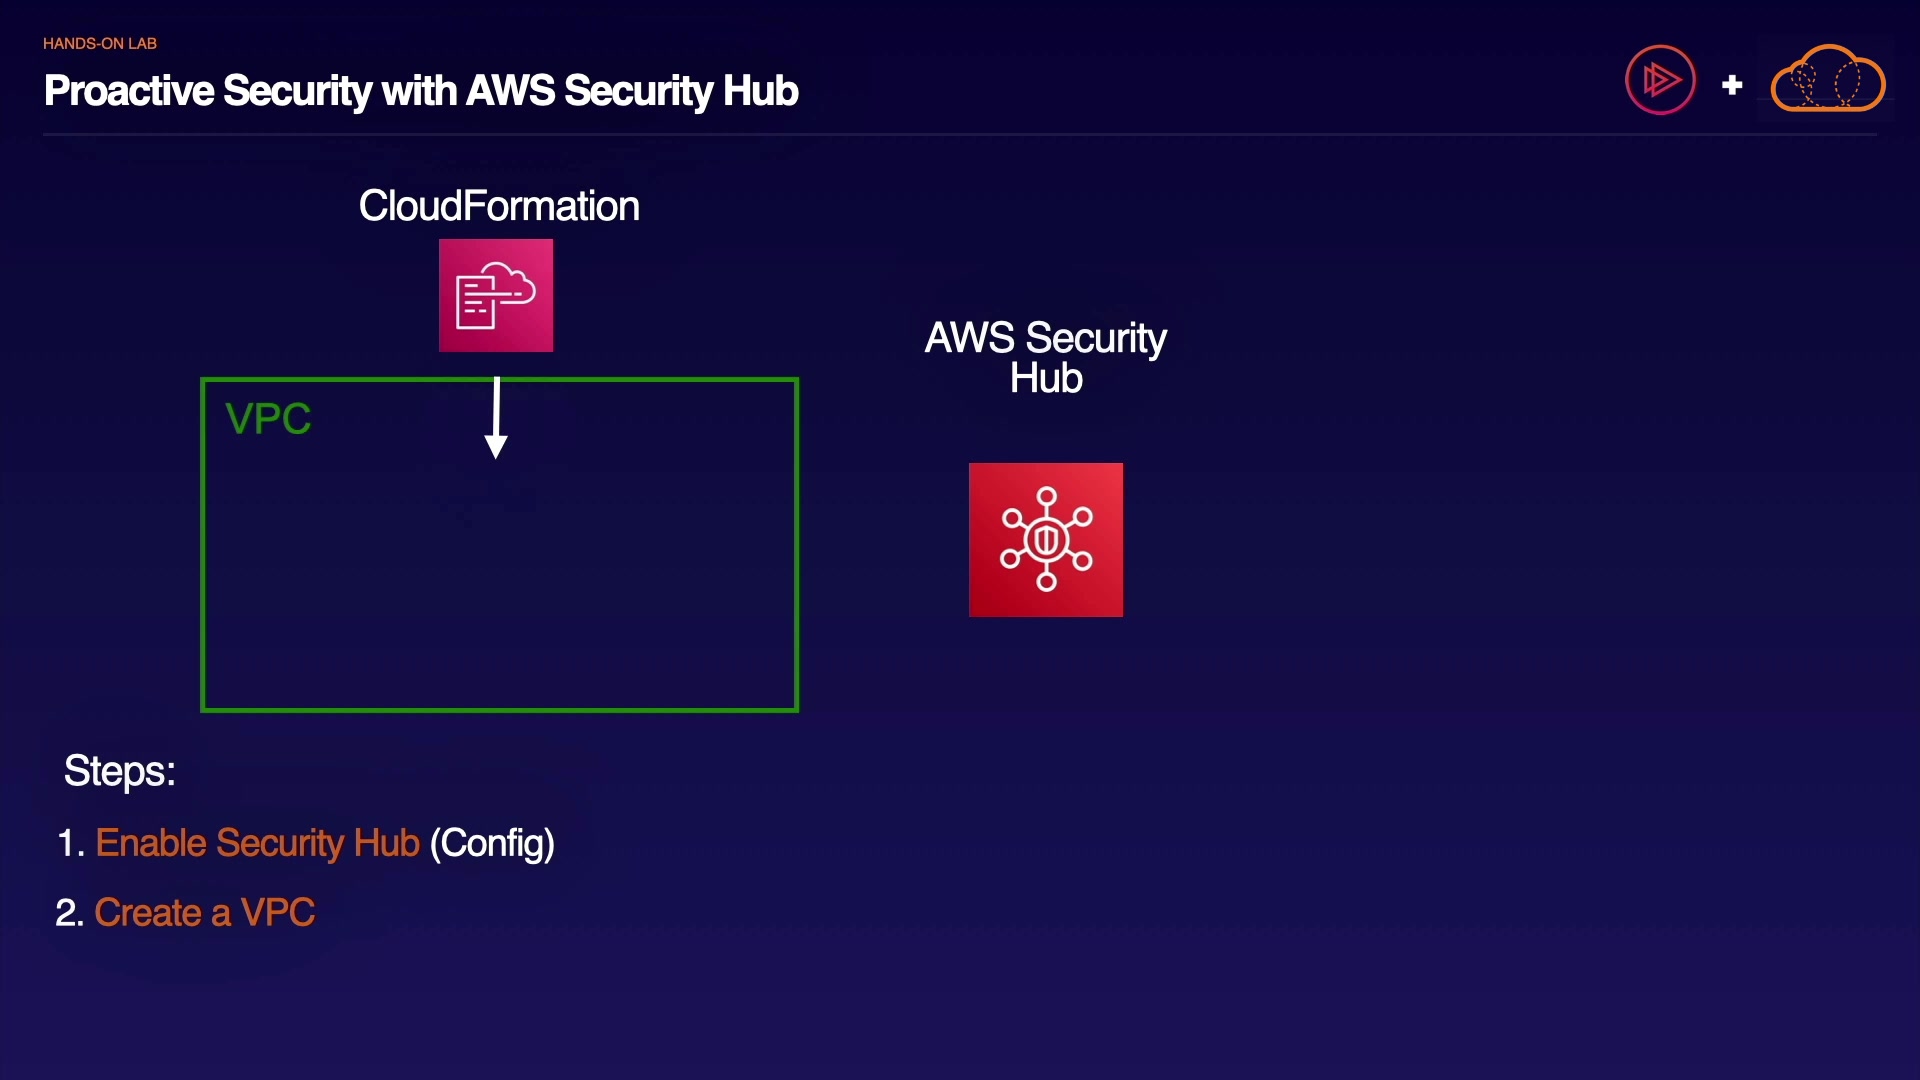 HANDS-ON LAB
Proactive Security with AWS Security Hub
CloudFormation
AWS Security
Hub
VPC
Steps:
1. Enable Security Hub (Config)
2. Create a VPC